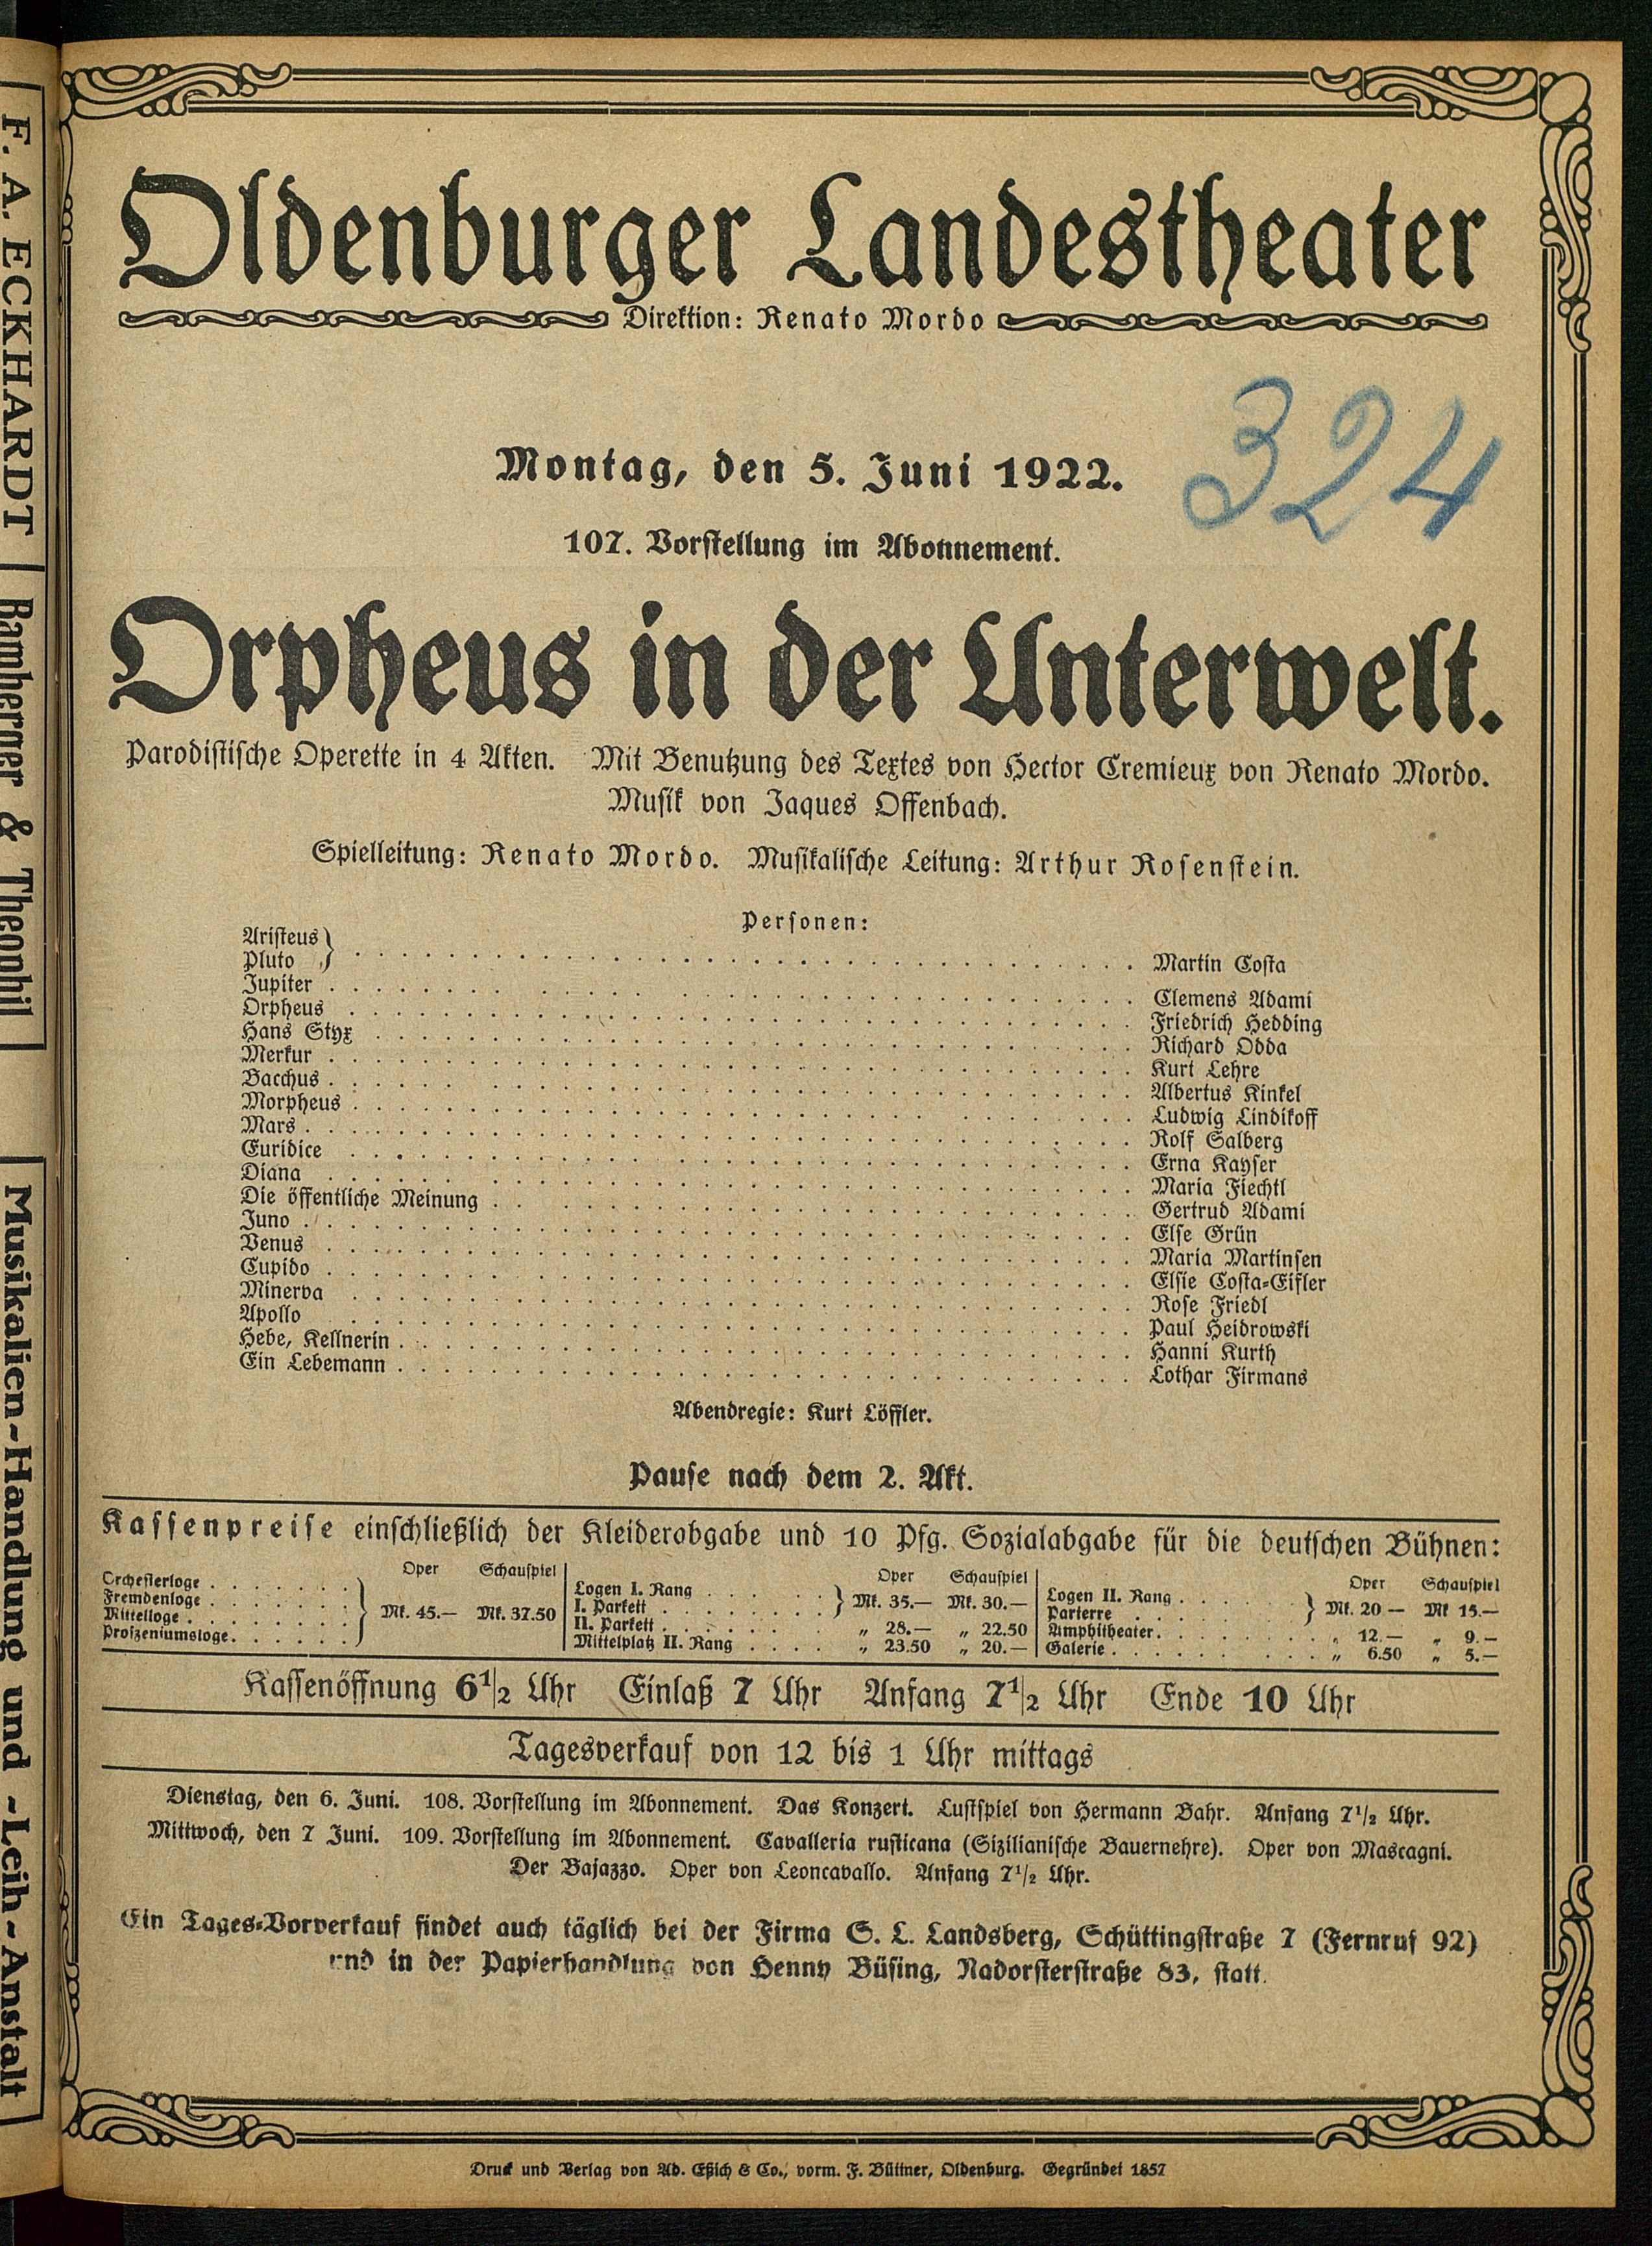 Oldenburger Landestheater
Direktion: Renato Mordo
324
Montag, den 5. Juni 1922.
107. Vorstellung im Abonnement.
Orpheus in der Unterwelt.
Parodistische Operette in 4 Akten. Mit Benutzung des Textes von Hector Cremieux von Renato Mordo.
Musik von Jaques Offenbach.
Spielleitung: Renato Mordo. Musikalische Leitung: Arthur Rosenstein.
Personen:
Aristeus
Pluto } . . . Martin Costa
Jupiter . . . Clemens Adami
Orpheus . . . Friedrich Hedding
Hans Styx . . . Richard Odda
Merkur . . . Kurt Lehre
Bacchus . . . Albertus Kinkel
Morpheus . . . Ludwig Lindikoff
Mars . . . Rolf Salberg
Euridice . . . Erna Kayser
Diana . . . Maria Fiechtl
Die öffentliche Meinung . . . Gertrud Adami
Juno . . . Else Grün
Venus . . . Maria Martinsen
Cupido . . . Elsie Costa-Eifler
Minerva . . . Rose Friedl
Apollo . . . Paul Heidrowski
Hebe, Kellnerin . . . Hanni Kurth
Ein Lebemann . . . Lothar Firmans
Abendregie: Kurt Löffler.
Pause nach dem 2. Akt.
Kassenpreise einschließlich der Kleiderabgabe und 10 Pfg. Sozialabgabe für die deutschen Bühnen:
Oper Schauspiel
Orchesterloge . . .
Fremdenloge . . .
Mittelloge . . .
Proszeniumsloge . . . } Mk. 45.— Mk. 37.50
Oper Schauspiel
Logen I. Rang . . .
I. Parkett . . . } Mk. 35.— Mk. 30.—
II. Parkett . . . „ 28.— „ 22.50
Mittelplatz II. Rang . . . „ 23.50 „ 20.—
Oper Schauspiel
Logen II. Rang . . .
Parterre . . . } Mk. 20 — Mk 15.—
Amphitheater . . . „ 12.— „ 9.—
Galerie . . . „ 6.50 „ 5.—
Kassenöffnung 6 1/2 Uhr Einlaß 7 Uhr Anfang 7 1/2 Uhr Ende 10 Uhr
Tagesverkauf von 12 bis 1 Uhr mittags
Dienstag, den 6. Juni. 108. Vorstellung im Abonnement. Das Konzert. Lustspiel von Hermann Bahr. Anfang 7 1/2 Uhr.
Mittwoch, den 7 Juni. 109. Vorstellung im Abonnement. Cavalleria rusticana (Sizilianische Bauernehre). Oper von Mascagni.
Der Bajazzo. Oper von Leoncavallo. Anfang 7 1/2 Uhr.
Ein Tages-Vorverkauf findet auch täglich bei der Firma S. L. Landsberg, Schüttingstraße 7 (Fernruf 92)
und in der Papierhandlung von Henny Büsing, Nadorsterstraße 83, statt.
Druck und Verlag von Ad. Eßich & Co., vorm. F. Büttner, Oldenburg. Gegründet 1857
F. A. ECKHARDT
Bamberger & Theophil
Musikalien-Handlung und -Leih-Anstalt